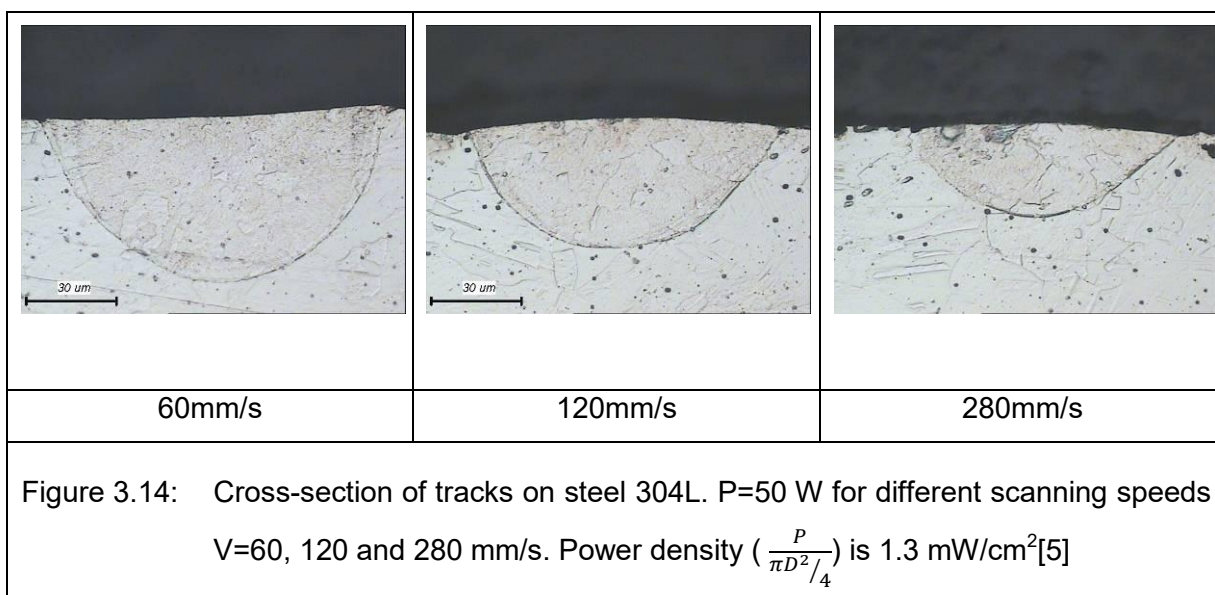 30 um
30 um
60mm/s
120mm/s
280mm/s
Figure 3.14: Cross-section of tracks on steel 304L. P=50 W for different scanning speeds
V=60, 120 and 280 mm/s. Power density ( P/(πD²/4) ) is 1.3 mW/cm²[5]